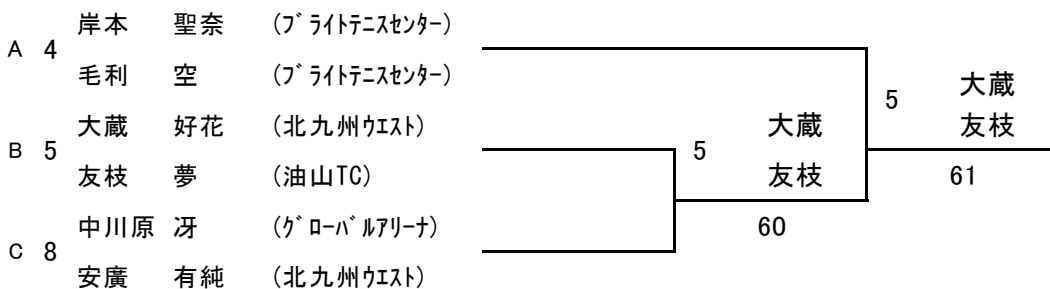 岸本 聖奈 (ﾌﾞﾗｲﾄﾃﾆｽｾﾝﾀｰ)
A 4
毛利 空 (ﾌﾞﾗｲﾄﾃﾆｽｾﾝﾀｰ)
大蔵
5
友枝
大蔵 好花 (北九州ｳｴｽﾄ)
大蔵
B 5
5
友枝 夢 (油山TC)
友枝
61
中川原 冴 (ｸﾞﾛｰﾊﾞﾙｱﾘｰﾅ)
60
C 8
安廣 有純 (北九州ｳｴｽﾄ)